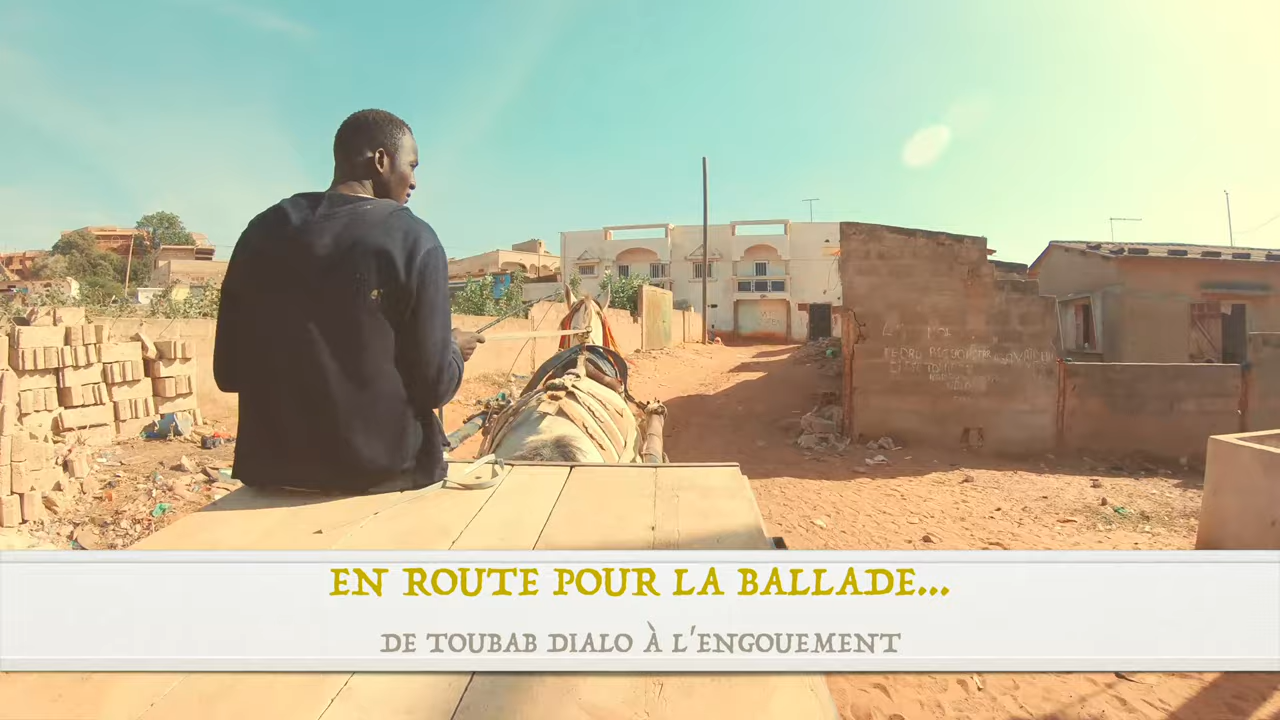 EN ROUTE POUR LA BALLADE...
DE TOUBAB DIALO À L'ENGOUEMENT